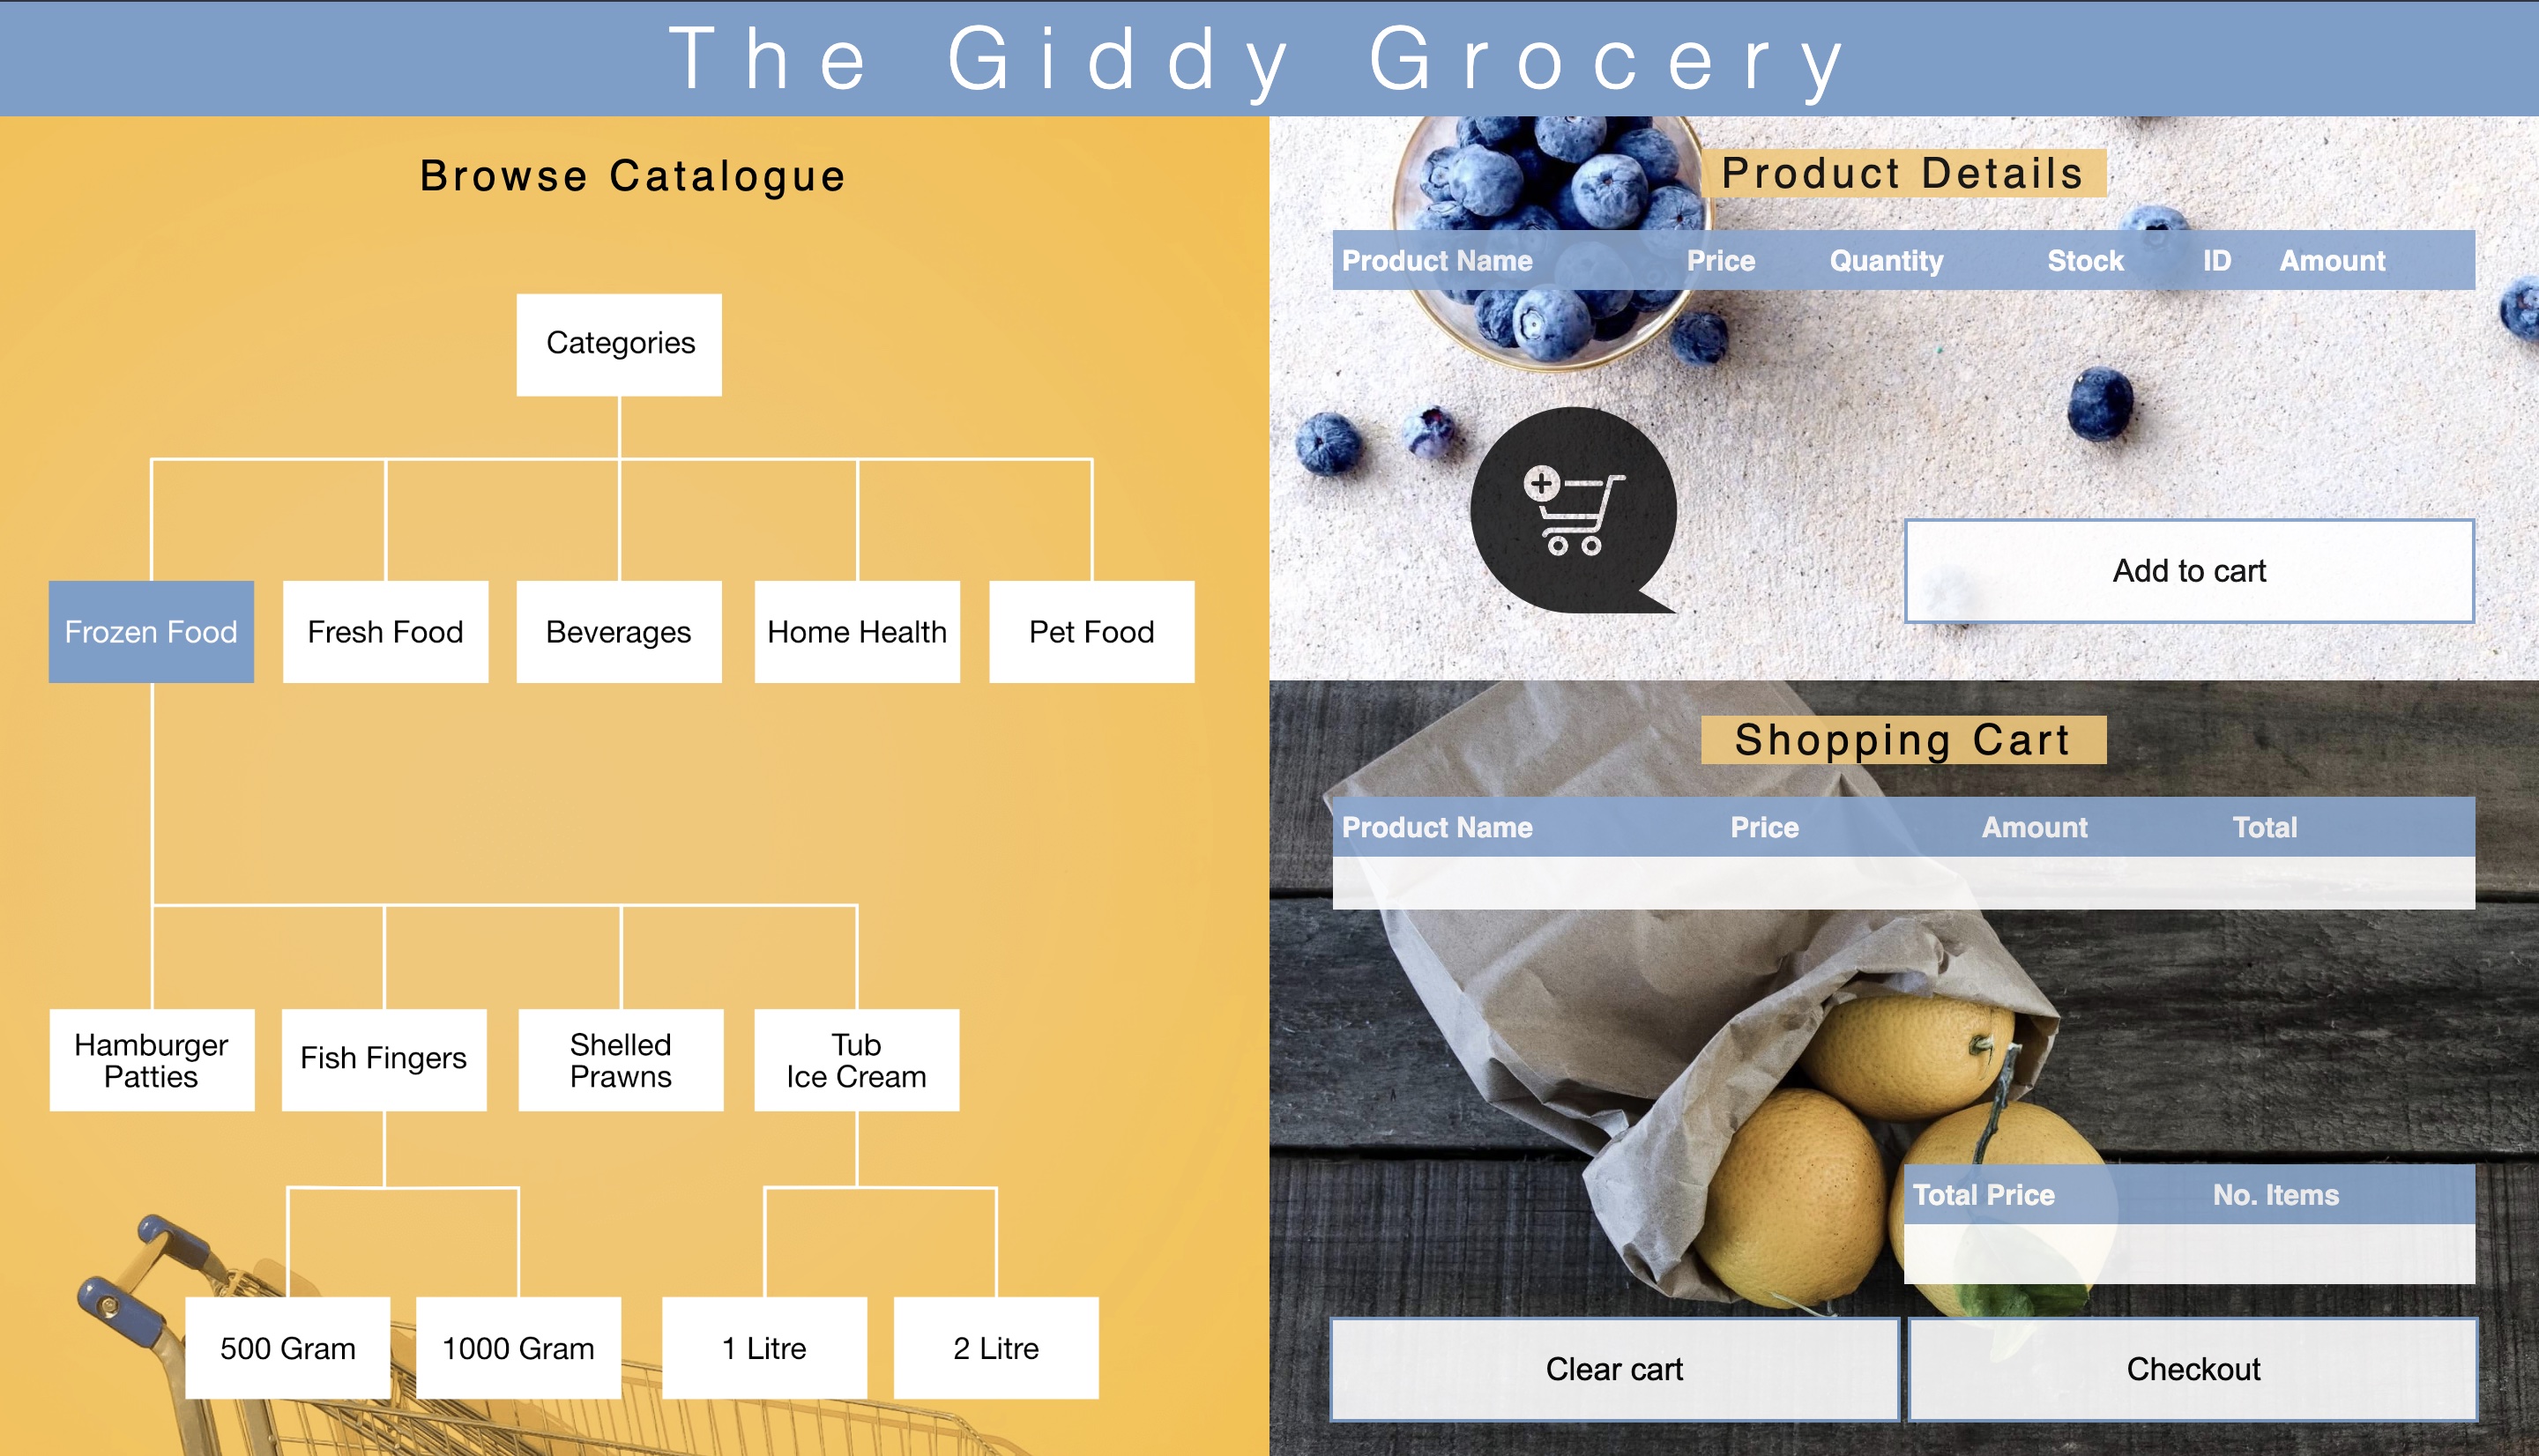 The Giddy Grocery
Browse Catalogue
Categories
Frozen Food
Fresh Food
Beverages
Home Health
Pet Food
Hamburger
Patties
Fish Fingers
Shelled
Prawns
Tub
Ice Cream
500 Gram
1000 Gram
1 Litre
2 Litre
Product Details
Product Name Price Quantity Stock ID Amount
Add to cart
Shopping Cart
Product Name Price Amount Total
Total Price No. Items
Clear cart
Checkout